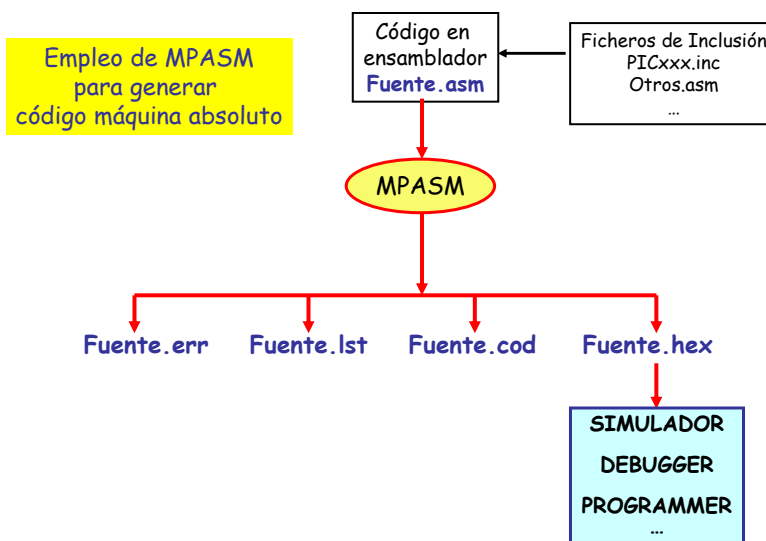 Empleo de MPASM
para generar
código máquina absoluto
Código en
ensamblador
Fuente.asm
Ficheros de Inclusión
PICxxx.inc
Otros.asm
...
MPASM
Fuente.err
Fuente.lst
Fuente.cod
Fuente.hex
SIMULADOR
DEBUGGER
PROGRAMMER
...